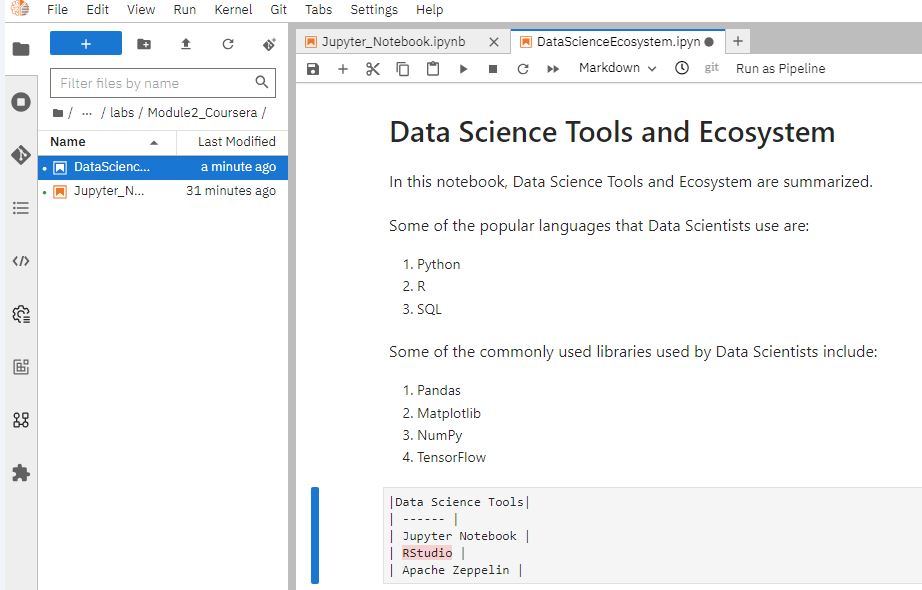 File Edit View Run Kernel Git Tabs Settings Help
Jupyter_Notebook.ipynb
DataScienceEcosystem.ipyn
Markdown
git
Run as Pipeline
Filter files by name
/ ... / labs / Module2_Coursera /
Name Last Modified
DataScienc... a minute ago
Jupyter_N... 31 minutes ago
Data Science Tools and Ecosystem
In this notebook, Data Science Tools and Ecosystem are summarized.
Some of the popular languages that Data Scientists use are:
1. Python
2. R
3. SQL
Some of the commonly used libraries used by Data Scientists include:
1. Pandas
2. Matplotlib
3. NumPy
4. TensorFlow
|Data Science Tools|
| ------ |
| Jupyter Notebook |
| RStudio |
| Apache Zeppelin |